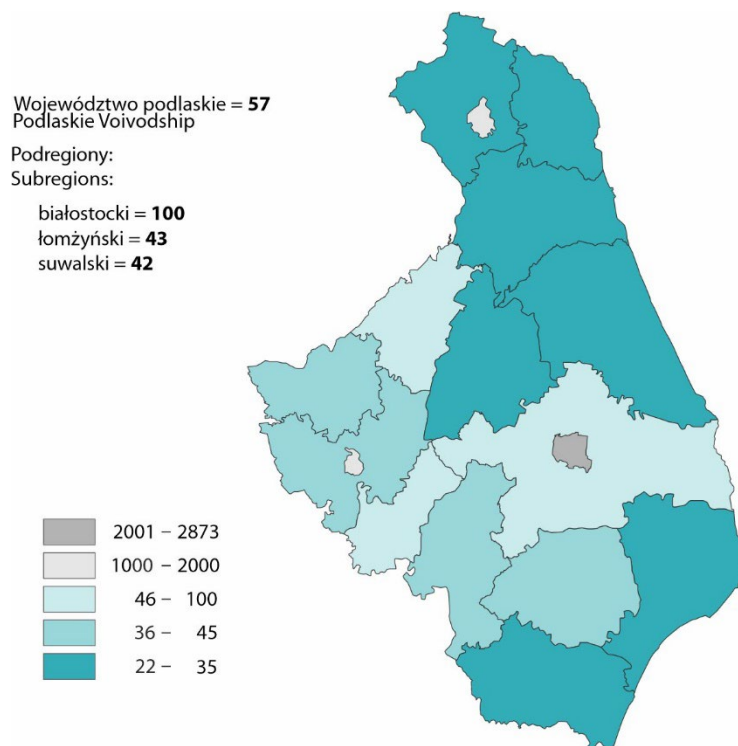 Województwo podlaskie = 57
Podlaskie Voivodship
Podregiony:
Subregions:
białostocki = 100
łomżyński = 43
suwalski = 42
2001 – 2873
1000 – 2000
46 – 100
36 – 45
22 – 35